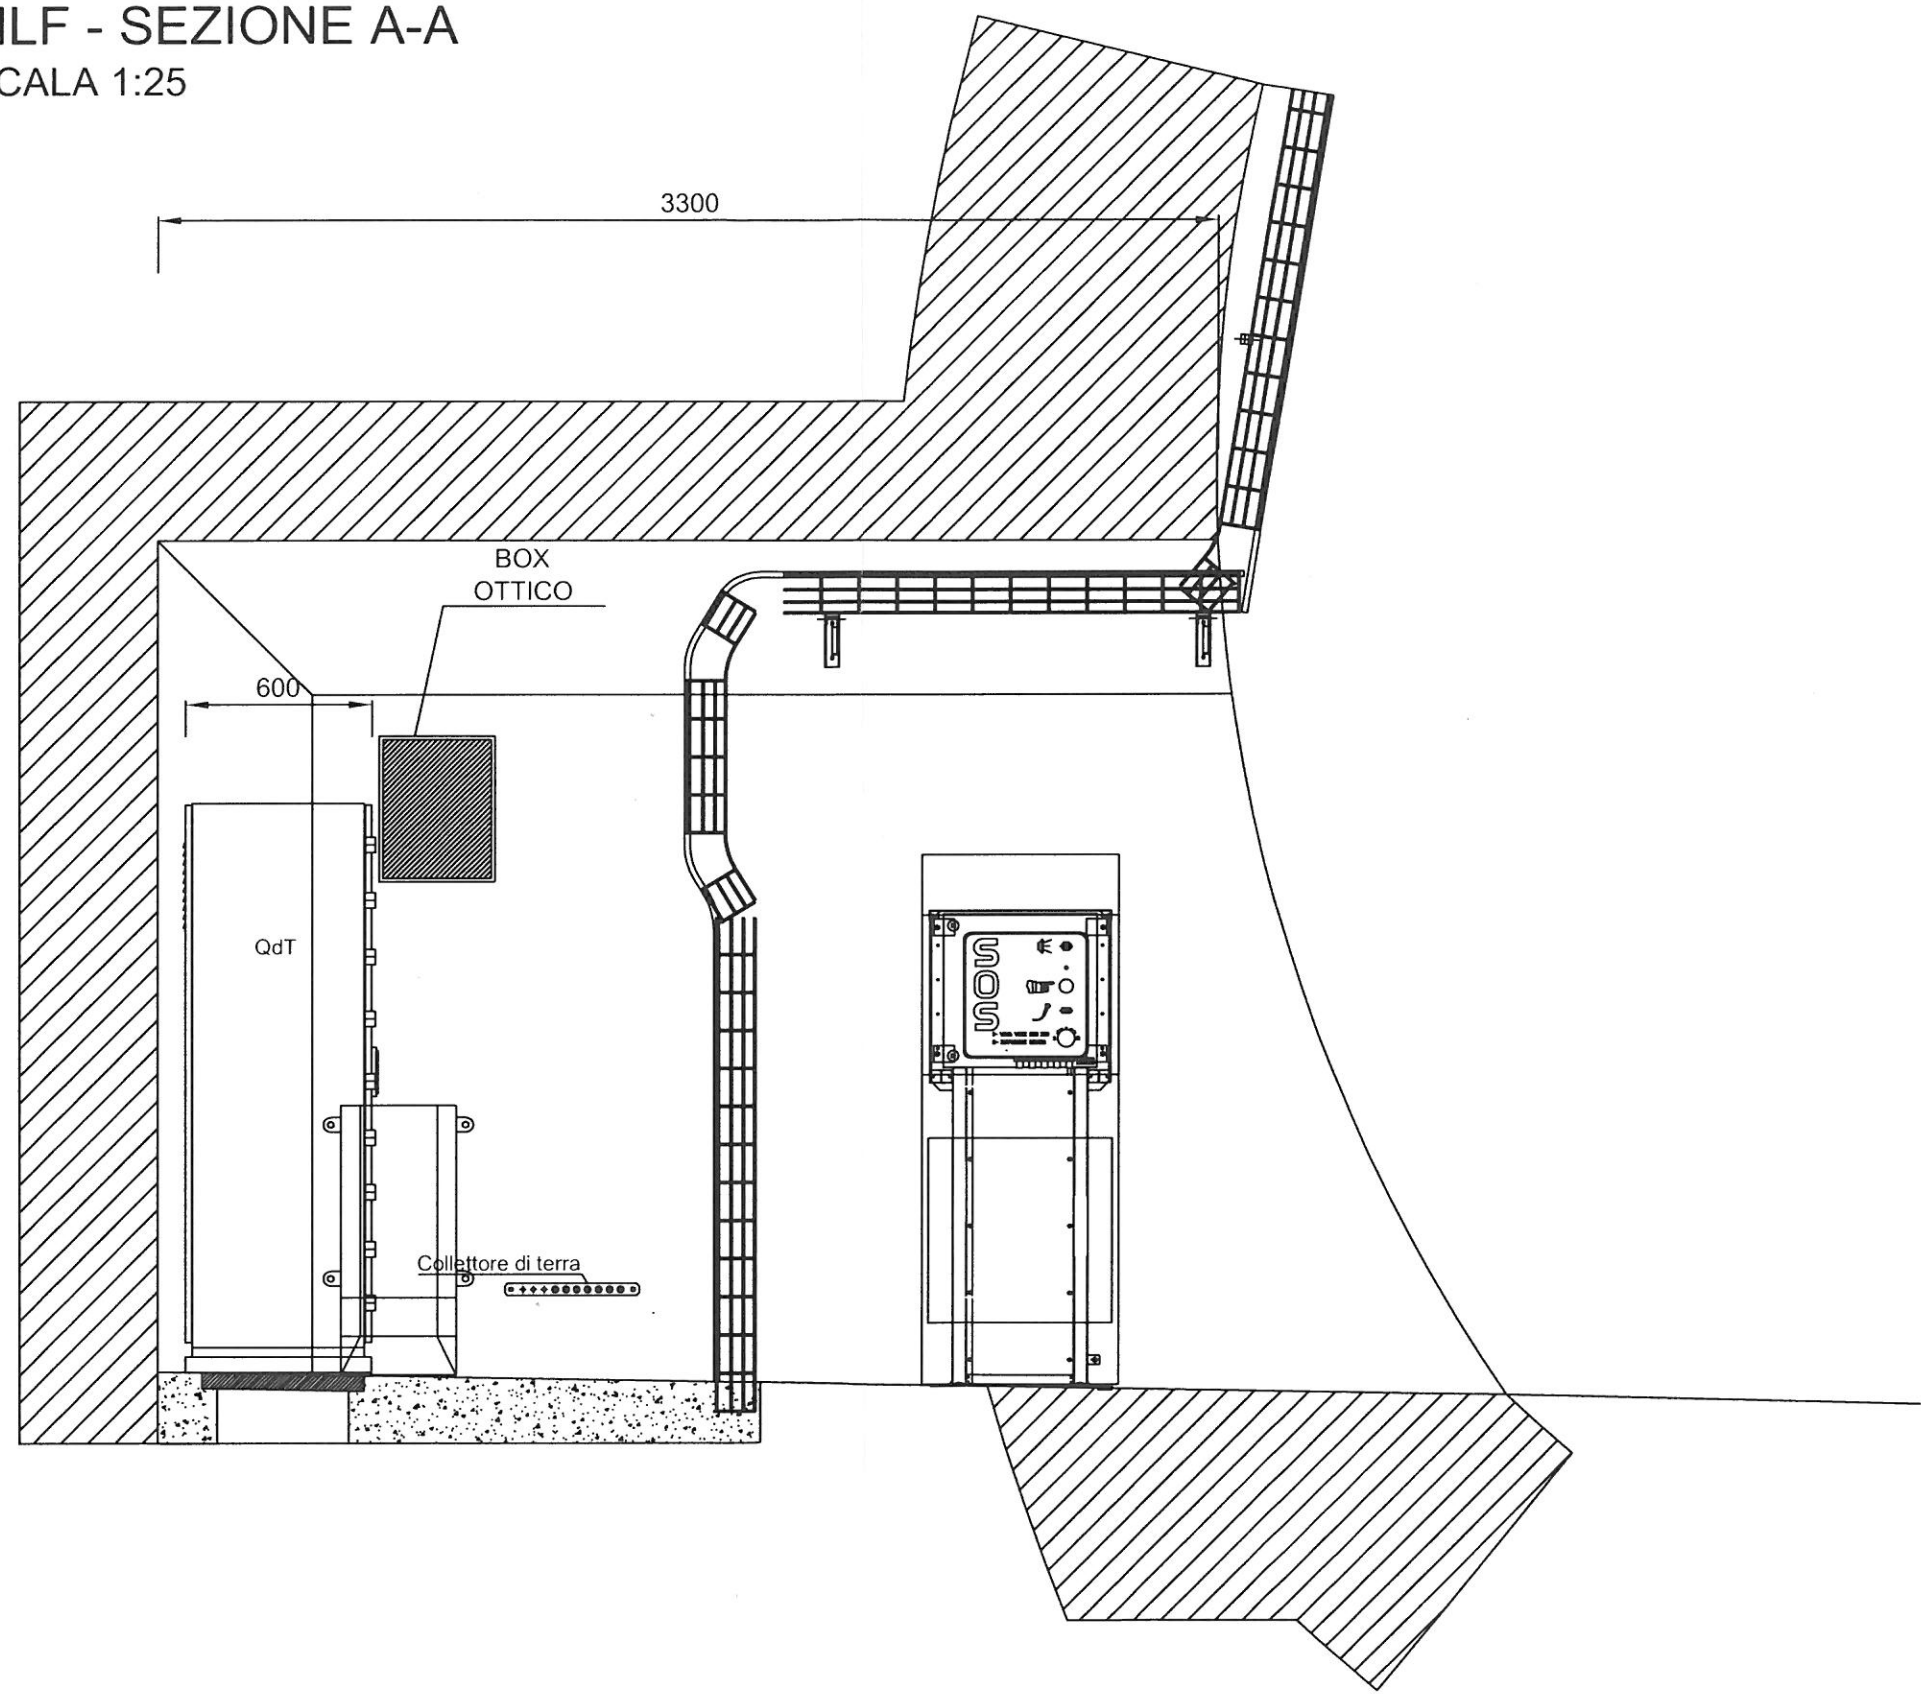 ILF - SEZIONE A-A
CALA 1:25
3300
BOX
OTTICO
600
QdT
SOS
Collettore di terra